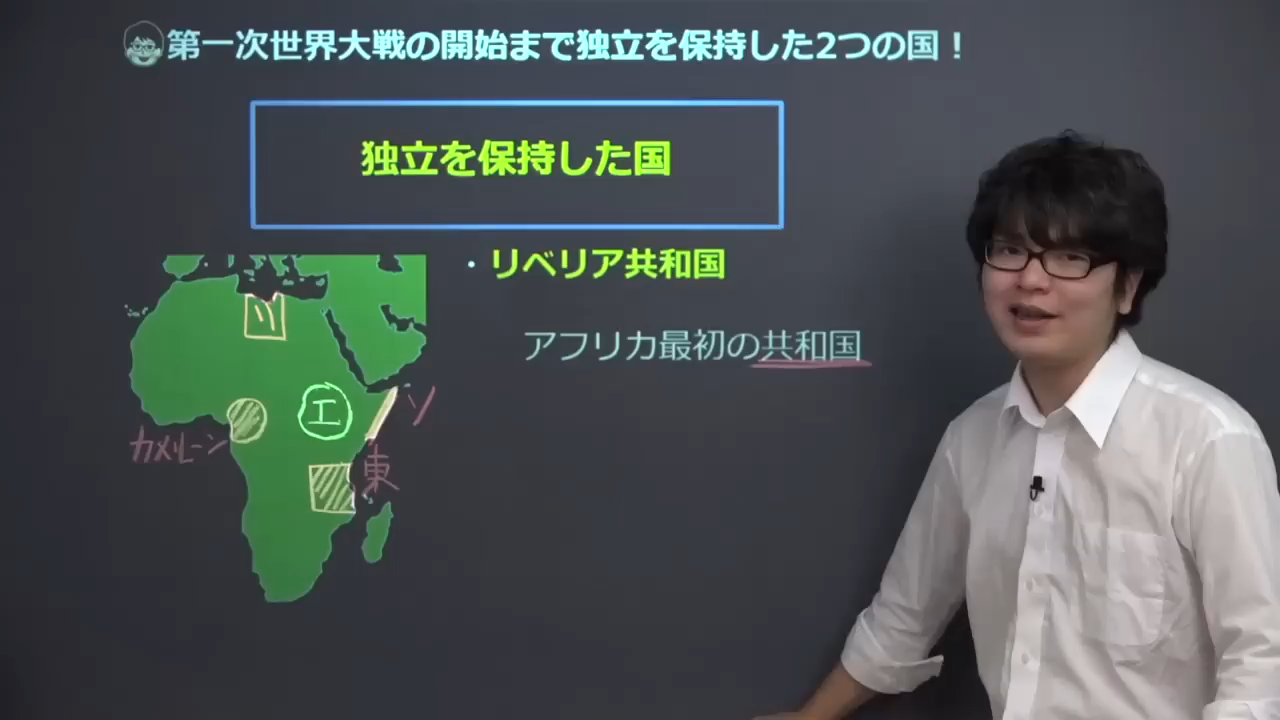 第一次世界大戦の開始まで独立を保持した2つの国！
独立を保持した国
・リベリア共和国
アフリカ最初の共和国
リ
エ
ソ
カメルーン
東